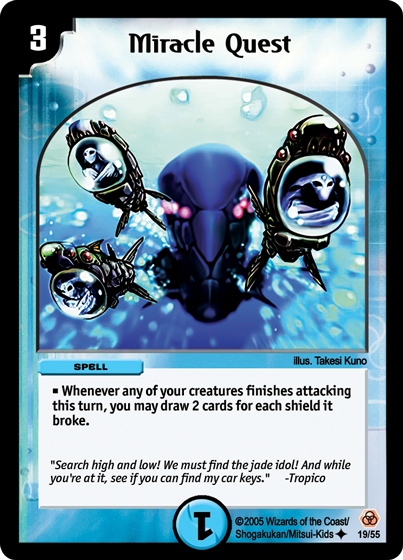 3
Miracle Quest
illus. Takesi Kuno
SPELL
▪ Whenever any of your creatures finishes attacking
this turn, you may draw 2 cards for each shield it
broke.
"Search high and low! We must find the jade idol! And while
you're at it, see if you can find my car keys." -Tropico
1
©2005 Wizards of the Coast/
Shogakukan/Mitsui-Kids ✦ 19/55